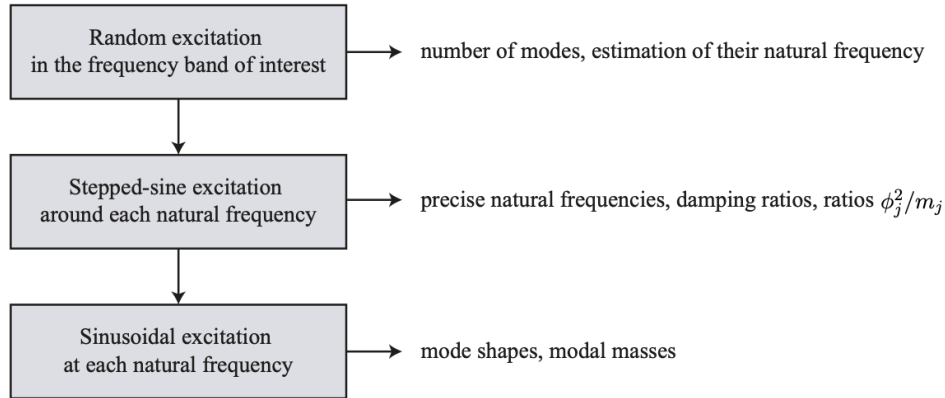 Random excitation
in the frequency band of interest
number of modes, estimation of their natural frequency
Stepped-sine excitation
around each natural frequency
precise natural frequencies, damping ratios, ratios $\phi_j^2/m_j$
Sinusoidal excitation
at each natural frequency
mode shapes, modal masses